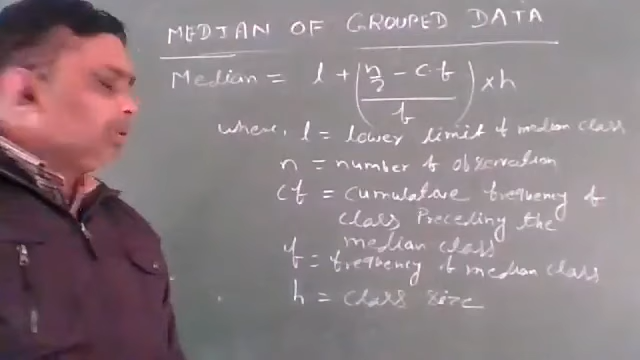 MEDIAN OF GROUPED DATA
Median = l + ( n/2 - c.f / f ) × h
where, l = lower limit of median class
n = number of observation
cf = cumulative frequency of
class preceding the
median class
f = frequency of median class
h = class size